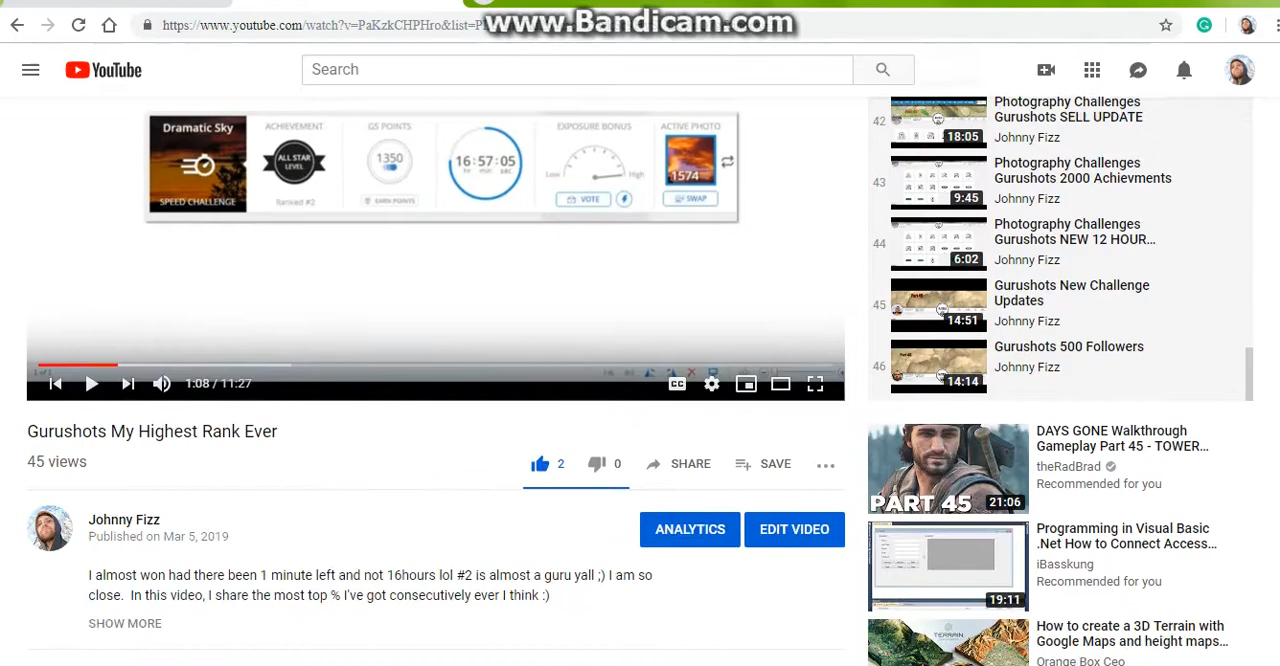 www.Bandicam.com
https://www.youtube.com/watch?v=PaKzkCHPHro&list=P
YouTube
Search
Dramatic Sky
SPEED CHALLENGE
ACHIEVEMENT
ALL STAR
LEVEL
Ranked #2
GS POINTS
1350
EARN POINTS
16:57:05
hr min sec
EXPOSURE BONUS
Low High
VOTE
ACTIVE PHOTO
1574
SWAP
1:08 / 11:27
CC
Gurushots My Highest Rank Ever
45 views
2
0
SHARE
SAVE
Johnny Fizz
Published on Mar 5, 2019
ANALYTICS
EDIT VIDEO
I almost won had there been 1 minute left and not 16hours lol #2 is almost a guru yall ;) I am so
close. In this video, I share the most top % I've got consecutively ever I think :)
SHOW MORE
42
18:05
Photography Challenges
Gurushots SELL UPDATE
Johnny Fizz
43
9:45
Photography Challenges
Gurushots 2000 Achievments
Johnny Fizz
44
6:02
Photography Challenges
Gurushots NEW 12 HOUR...
Johnny Fizz
45
14:51
Gurushots New Challenge
Updates
Johnny Fizz
46
14:14
Gurushots 500 Followers
Johnny Fizz
PART 45
21:06
DAYS GONE Walkthrough
Gameplay Part 45 - TOWER...
theRadBrad
Recommended for you
19:11
Programming in Visual Basic
.Net How to Connect Access...
iBasskung
Recommended for you
TERRAIN
How to create a 3D Terrain with
Google Maps and height maps...
Orange Box Ceo